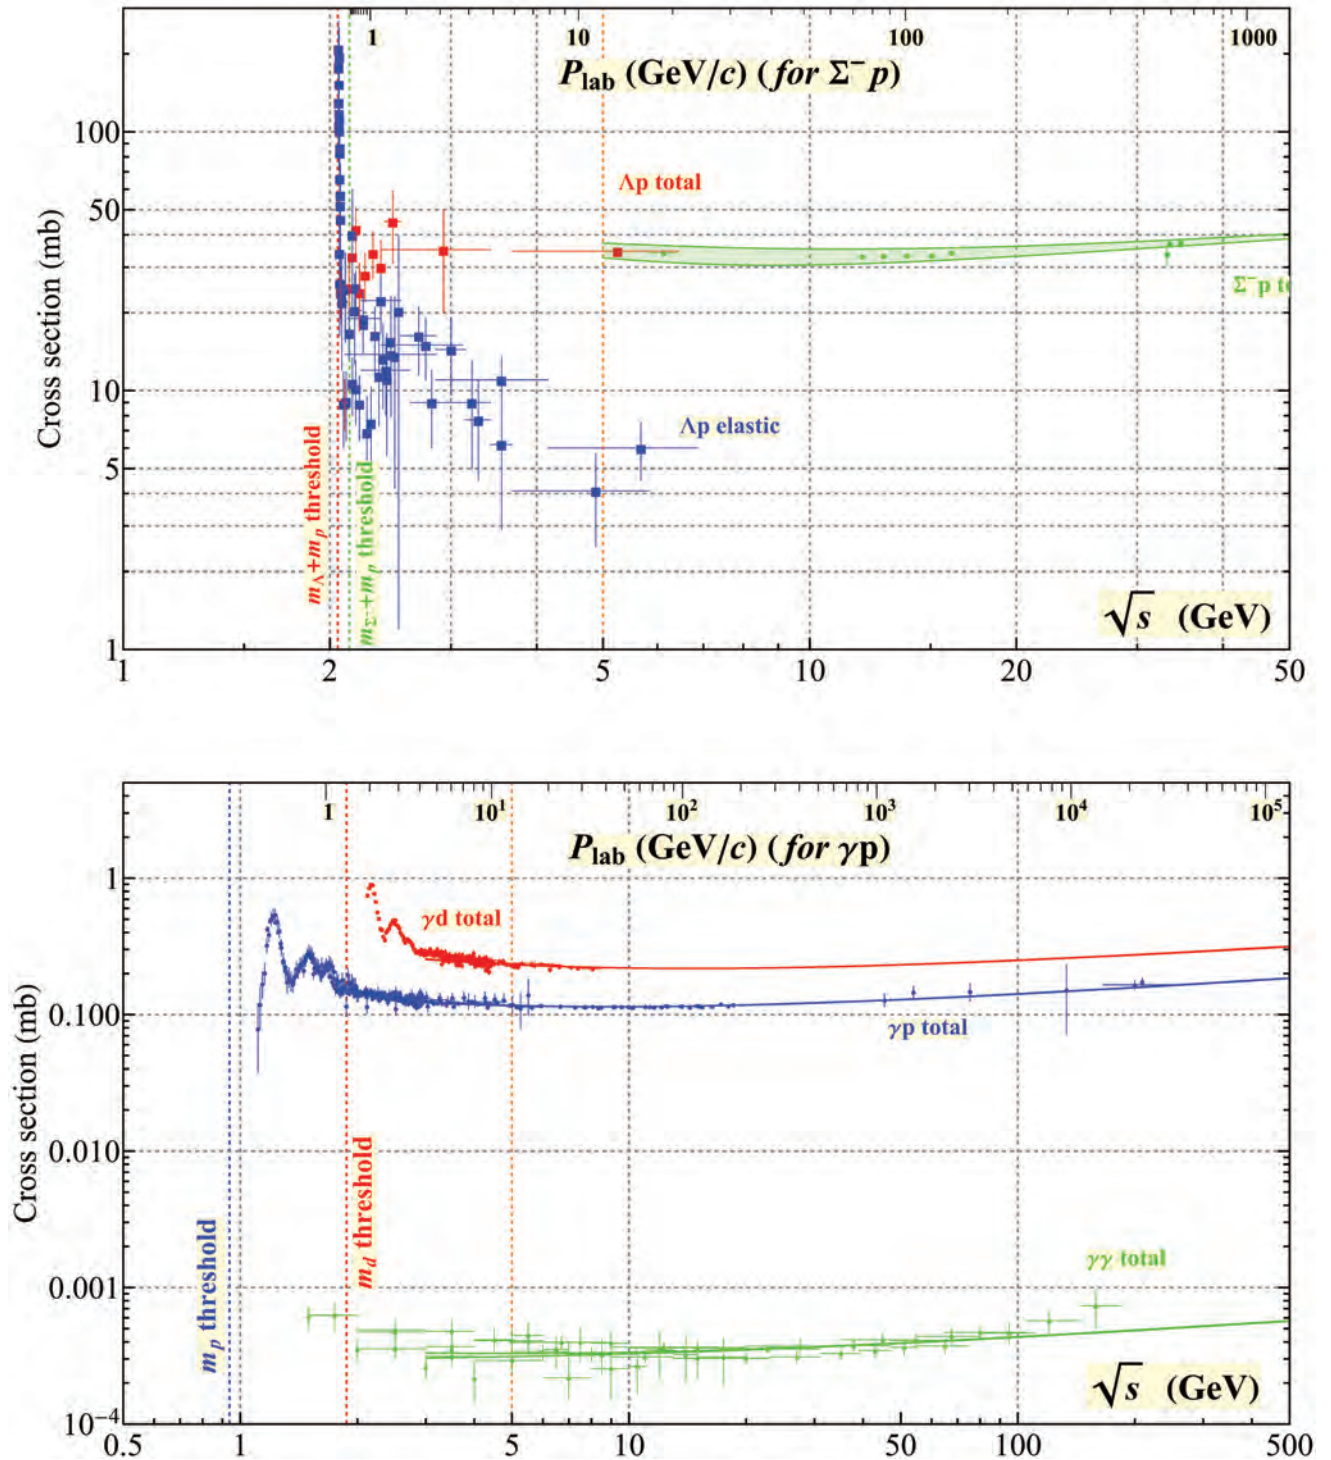 1 10 100 1000
P_lab (GeV/c) (for Σ⁻ p)
100
Λp total
50
Σ⁻p to
Cross section (mb)
10
Λp elastic
5
m_Λ+m_p threshold
m_Σ⁻+m_p threshold
√s (GeV)
1
1 2 5 10 20 50
1 10¹ 10² 10³ 10⁴ 10⁵
P_lab (GeV/c) (for γp)
1
γd total
0.100
γp total
Cross section (mb)
0.010
m_p threshold
m_d threshold
γγ total
0.001
√s (GeV)
10⁻⁴
0.5 1 5 10 50 100 500